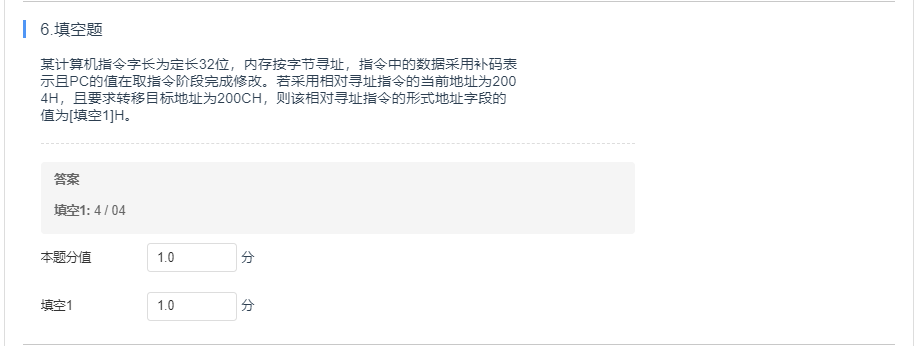 6.填空题
某计算机指令字长为定长32位，内存按字节寻址，指令中的数据采用补码表
示且PC的值在取指令阶段完成修改。若采用相对寻址指令的当前地址为200
4H，且要求转移目标地址为200CH，则该相对寻址指令的形式地址字段的
值为[填空1]H。
答案
填空1: 4 / 04
本题分值 1.0 分
填空1 1.0 分